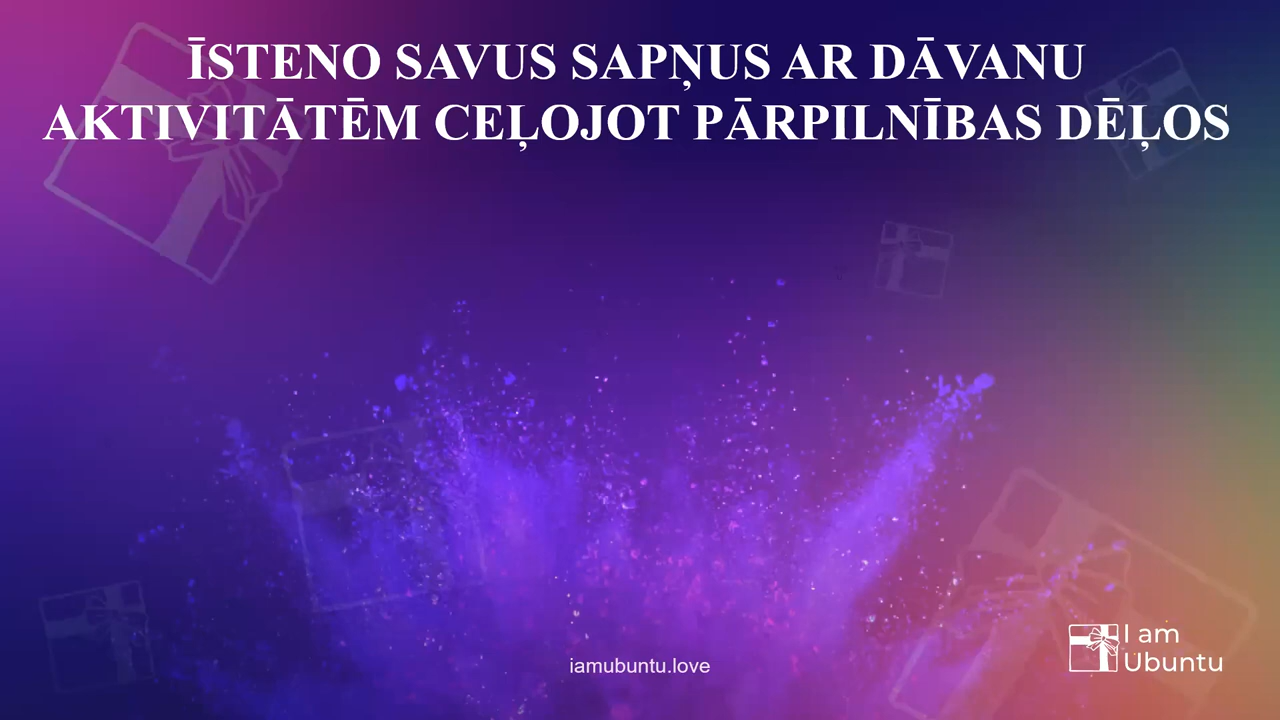 ĪSTENO SAVUS SAPŅUS AR DĀVANU
AKTIVITĀTĒM CEĻOJOT PĀRPILNĪBAS DĒĻOS
I am
Ubuntu
iamubuntu.love